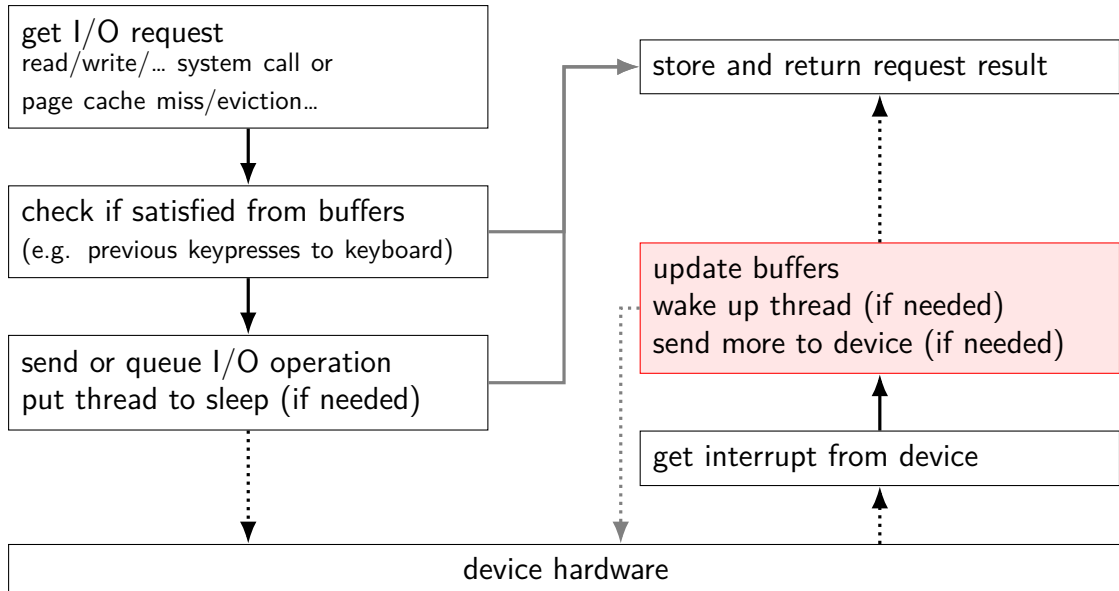 get I/O request
read/write/… system call or
page cache miss/eviction…
check if satisfied from buffers
(e.g. previous keypresses to keyboard)
send or queue I/O operation
put thread to sleep (if needed)
store and return request result
update buffers
wake up thread (if needed)
send more to device (if needed)
get interrupt from device
device hardware